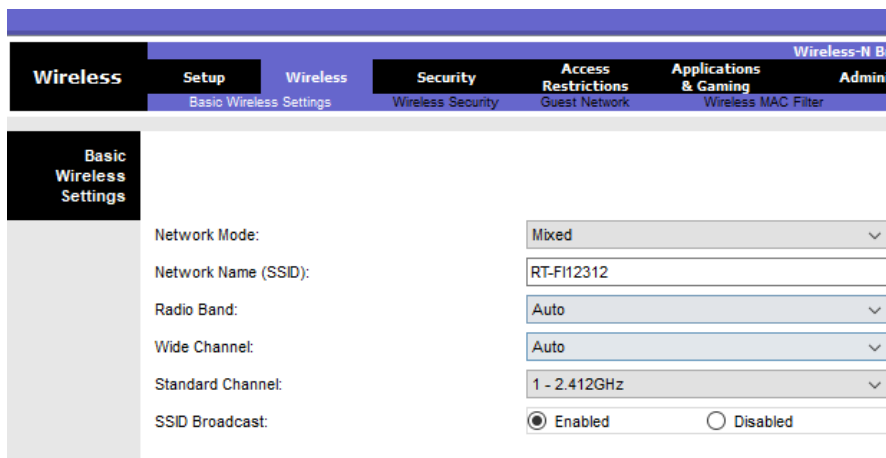 Wireless-N B
Wireless Setup Wireless Security Access Restrictions Applications & Gaming Admini
Basic Wireless Settings Wireless Security Guest Network Wireless MAC Filter
Basic Wireless Settings
Network Mode: Mixed
Network Name (SSID): RT-FI12312
Radio Band: Auto
Wide Channel: Auto
Standard Channel: 1 - 2.412GHz
SSID Broadcast: Enabled Disabled